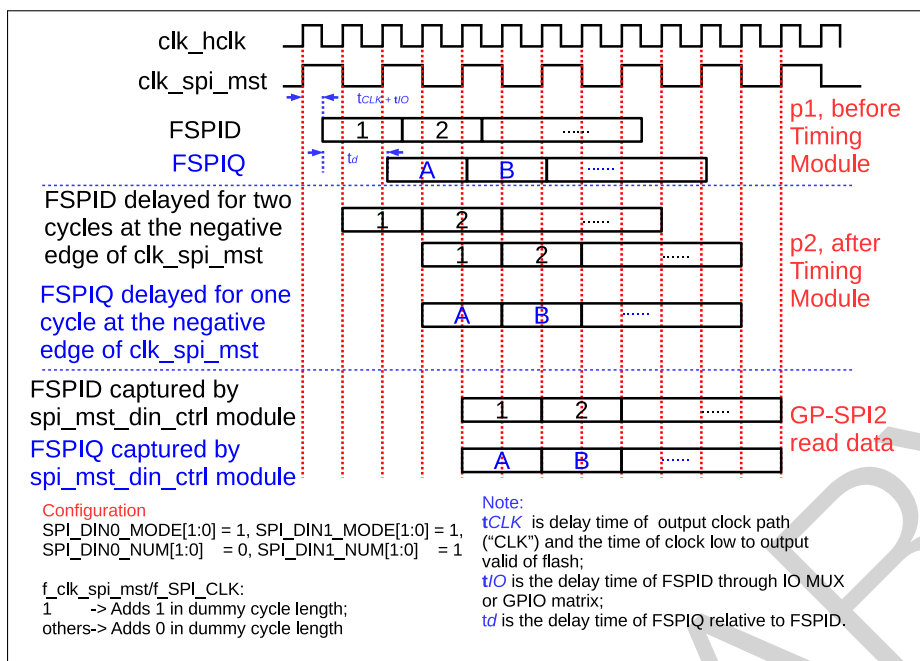 clk_hclk
clk_spi_mst
tCLK + tIO
FSPID
1 2 ......
p1, before
Timing
Module
FSPIQ
td
A B ......
FSPID delayed for two
cycles at the negative
edge of clk_spi_mst
1 2 ......
1 2 ......
p2, after
Timing
Module
FSPIQ delayed for one
cycle at the negative
edge of clk_spi_mst
A B ......
FSPID captured by
spi_mst_din_ctrl module
1 2 ......
GP-SPI2
read data
FSPIQ captured by
spi_mst_din_ctrl module
A B ......
Configuration
SPI_DIN0_MODE[1:0] = 1, SPI_DIN1_MODE[1:0] = 1,
SPI_DIN0_NUM[1:0] = 0, SPI_DIN1_NUM[1:0] = 1
f_clk_spi_mst/f_SPI_CLK:
1 -> Adds 1 in dummy cycle length;
others-> Adds 0 in dummy cycle length
Note:
tCLK is delay time of output clock path
("CLK") and the time of clock low to output
valid of flash;
tIO is the delay time of FSPID through IO MUX
or GPIO matrix;
td is the delay time of FSPIQ relative to FSPID.